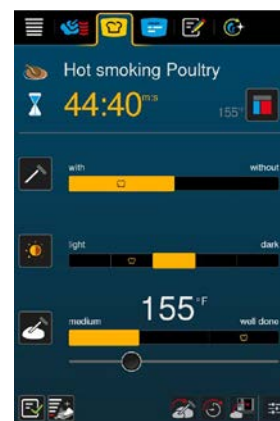 Hot smoking Poultry
44:40 m:s
155°F
with without
light dark
155 °F
medium well done